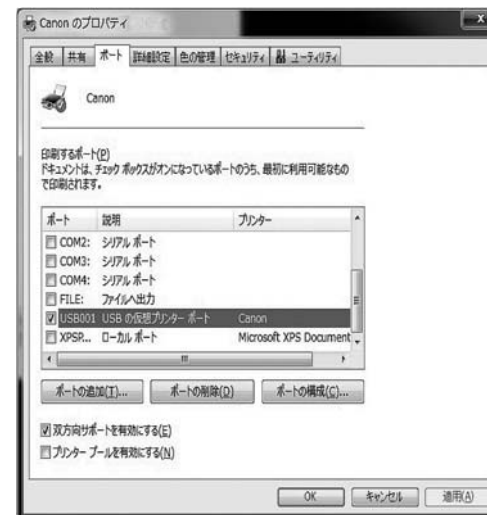 Canon のプロパティ
全般 共有 ポート 詳細設定 色の管理 セキュリティ ユーティリティ
Canon
印刷するポート(P)
ドキュメントは、チェック ボックスがオンになっているポートのうち、最初に利用可能なもの
で印刷されます。
ポート 説明 プリンター
COM2: シリアル ポート
COM3: シリアル ポート
COM4: シリアル ポート
FILE: ファイルへ出力
USB001 USB の仮想プリンター ポート Canon
XPSP... ローカル ポート Microsoft XPS Document
ポートの追加(T)... ポートの削除(D) ポートの構成(C)...
双方向サポートを有効にする(E)
プリンター プールを有効にする(N)
OK キャンセル 適用(A)